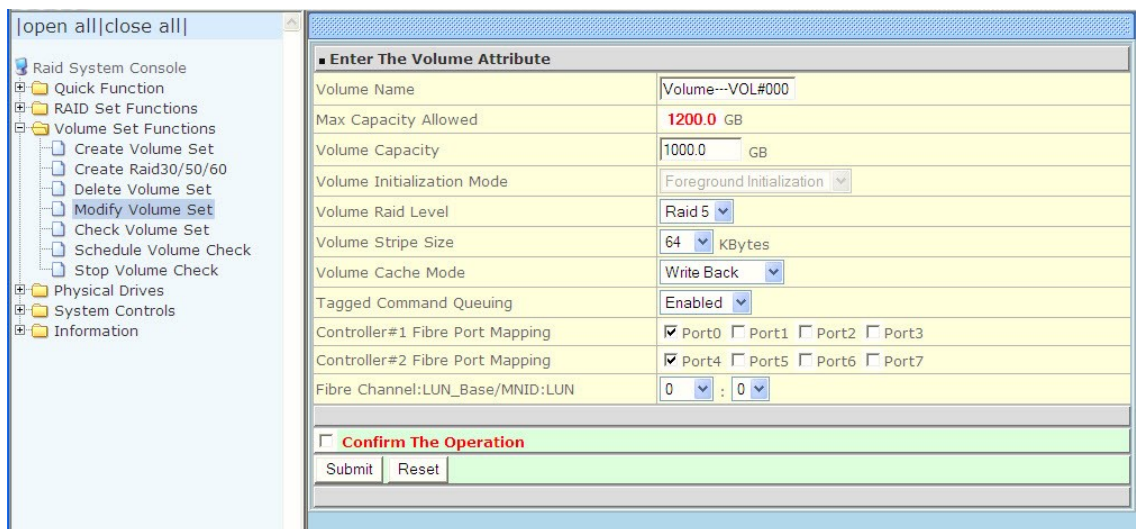 |open all|close all|
Raid System Console
Quick Function
RAID Set Functions
Volume Set Functions
Create Volume Set
Create Raid30/50/60
Delete Volume Set
Modify Volume Set
Check Volume Set
Schedule Volume Check
Stop Volume Check
Physical Drives
System Controls
Information
Enter The Volume Attribute
Volume Name Volume---VOL#000
Max Capacity Allowed 1200.0 GB
Volume Capacity 1000.0 GB
Volume Initialization Mode Foreground Initialization
Volume Raid Level Raid 5
Volume Stripe Size 64 KBytes
Volume Cache Mode Write Back
Tagged Command Queuing Enabled
Controller#1 Fibre Port Mapping Port0 Port1 Port2 Port3
Controller#2 Fibre Port Mapping Port4 Port5 Port6 Port7
Fibre Channel:LUN_Base/MNID:LUN 0 : 0
Confirm The Operation
Submit Reset